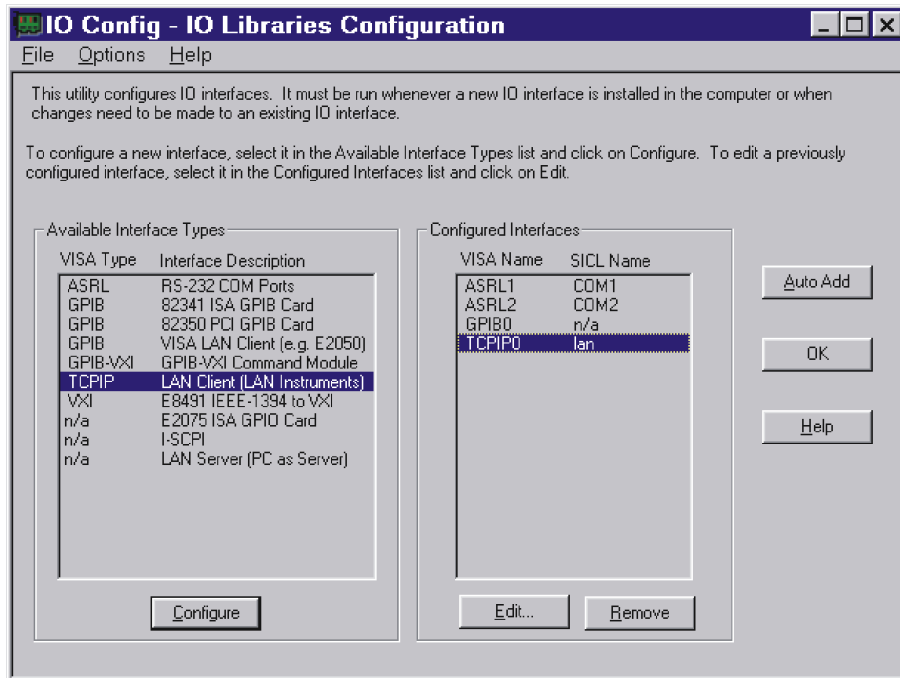 IO Config - IO Libraries Configuration
File Options Help
This utility configures IO interfaces. It must be run whenever a new IO interface is installed in the computer or when
changes need to be made to an existing IO interface.
To configure a new interface, select it in the Available Interface Types list and click on Configure. To edit a previously
configured interface, select it in the Configured Interfaces list and click on Edit.
Available Interface Types
VISA Type Interface Description
ASRL RS-232 COM Ports
GPIB 82341 ISA GPIB Card
GPIB 82350 PCI GPIB Card
GPIB VISA LAN Client (e.g. E2050)
GPIB-VXI GPIB-VXI Command Module
TCPIP LAN Client (LAN Instruments)
VXI E8491 IEEE-1394 to VXI
n/a E2075 ISA GPIO Card
n/a I-SCPI
n/a LAN Server (PC as Server)
Configure
Configured Interfaces
VISA Name SICL Name
ASRL1 COM1
ASRL2 COM2
GPIB0 n/a
TCPIP0 lan
Edit... Remove
Auto Add
OK
Help